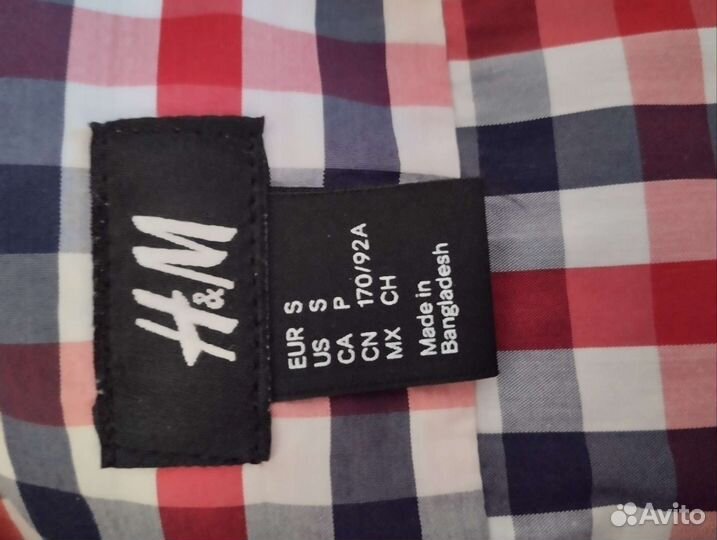 H&M
EUR S
US S
CA P
CN 170/92A
MX CH
Made in
Bangladesh
Avito